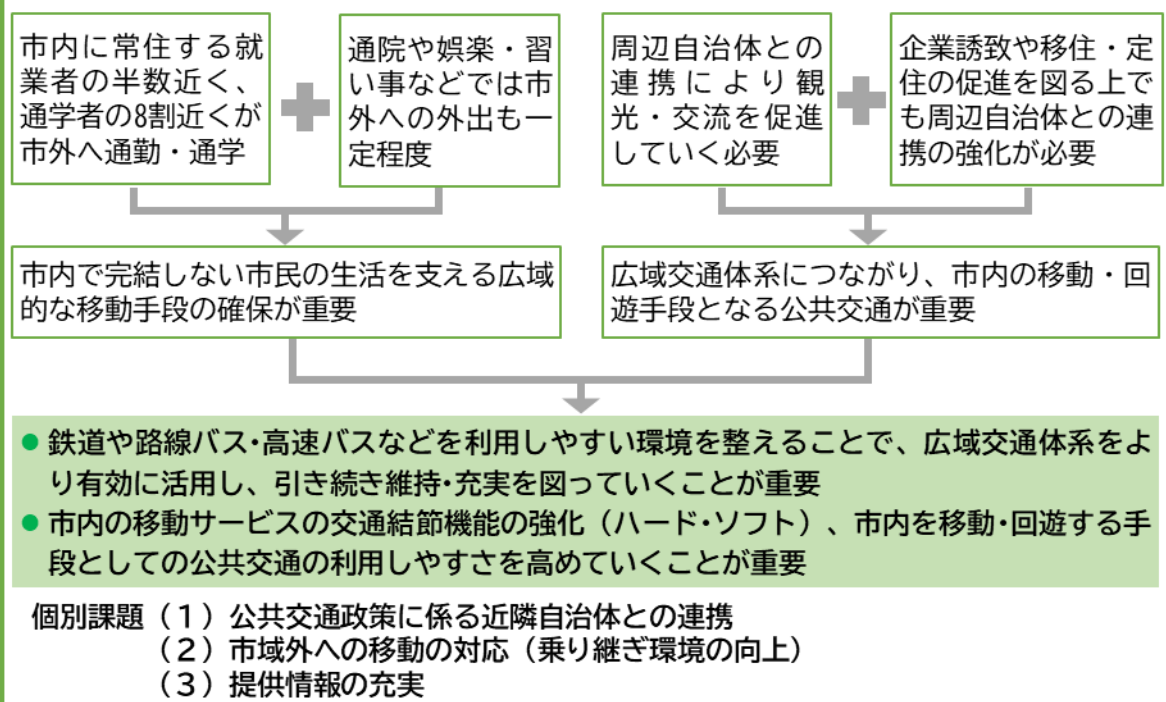 市内に常住する就
業者の半数近く、
通学者の8割近くが
市外へ通勤・通学
通院や娯楽・習
い事などでは市
外への外出も一
定程度
周辺自治体との
連携により観
光・交流を促進
していく必要
企業誘致や移住・定
住の促進を図る上で
も周辺自治体との連
携の強化が必要
市内で完結しない市民の生活を支える広域
的な移動手段の確保が重要
広域交通体系につながり、市内の移動・回
遊手段となる公共交通が重要
● 鉄道や路線バス・高速バスなどを利用しやすい環境を整えることで、広域交通体系をよ
り有効に活用し、引き続き維持・充実を図っていくことが重要
● 市内の移動サービスの交通結節機能の強化（ハード・ソフト）、市内を移動・回遊する手
段としての公共交通の利用しやすさを高めていくことが重要
個別課題（１）公共交通政策に係る近隣自治体との連携
（２）市域外への移動の対応（乗り継ぎ環境の向上）
（３）提供情報の充実